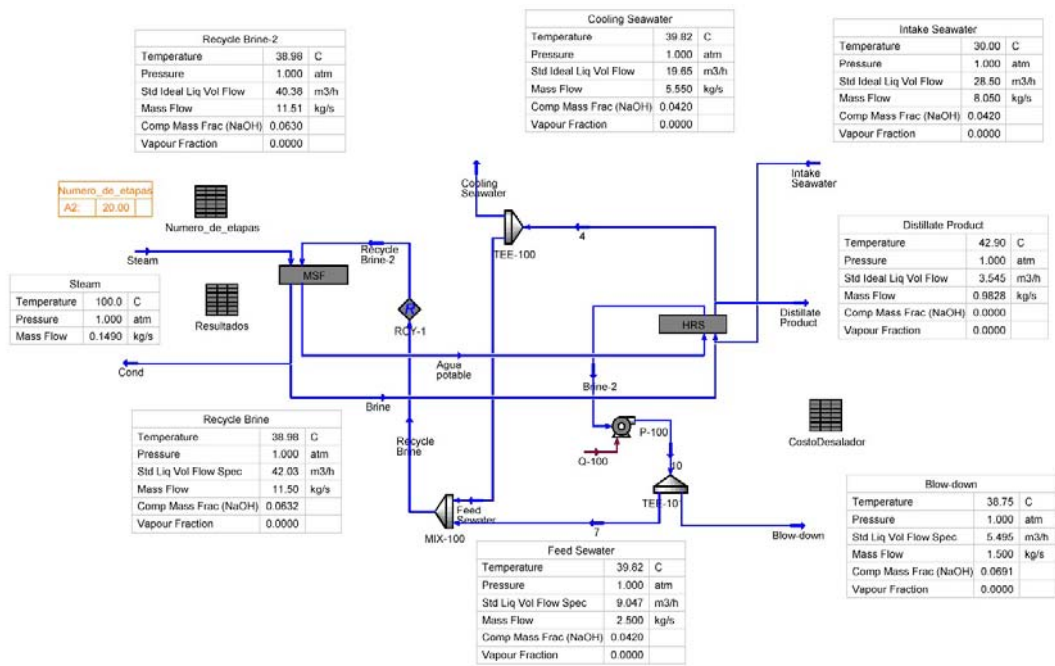 Recycle Brine-2
Temperature 38.98 C
Pressure 1.000 atm
Std Ideal Liq Vol Flow 40.38 m3/h
Mass Flow 11.51 kg/s
Comp Mass Frac (NaOH) 0.0630
Vapour Fraction 0.0000
Cooling Seawater
Temperature 39.82 C
Pressure 1.000 atm
Std Ideal Liq Vol Flow 19.65 m3/h
Mass Flow 5.550 kg/s
Comp Mass Frac (NaOH) 0.0420
Vapour Fraction 0.0000
Intake Seawater
Temperature 30.00 C
Pressure 1.000 atm
Std Ideal Liq Vol Flow 28.50 m3/h
Mass Flow 8.050 kg/s
Comp Mass Frac (NaOH) 0.0420
Vapour Fraction 0.0000
Numero_de_etapas
A2: 20.00
Numero_de_etapas
Cooling
Seawater
Intake
Seawater
TEE-100
4
Steam
Recycle
Brine-2
MSF
Steam
Temperature 100.0 C
Pressure 1.000 atm
Mass Flow 0.1490 kg/s
Resultados
R
RCY-1
Distillate Product
Temperature 42.90 C
Pressure 1.000 atm
Std Ideal Liq Vol Flow 3.545 m3/h
Mass Flow 0.9828 kg/s
Comp Mass Frac (NaOH) 0.0000
Vapour Fraction 0.0000
HRS
Distillate
Product
Cond
Agua
potable
Brine-2
Brine
P-100
Q-100
CostoDesalador
Recycle Brine
Temperature 38.98 C
Pressure 1.000 atm
Std Liq Vol Flow Spec 42.03 m3/h
Mass Flow 11.50 kg/s
Comp Mass Frac (NaOH) 0.0632
Vapour Fraction 0.0000
Recycle
Brine
10
TEE-101
MIX-100
Feed
Sewater
7
Blow-down
Blow-down
Temperature 38.75 C
Pressure 1.000 atm
Std Liq Vol Flow Spec 5.495 m3/h
Mass Flow 1.500 kg/s
Comp Mass Frac (NaOH) 0.0691
Vapour Fraction 0.0000
Feed Sewater
Temperature 39.82 C
Pressure 1.000 atm
Std Liq Vol Flow Spec 9.047 m3/h
Mass Flow 2.500 kg/s
Comp Mass Frac (NaOH) 0.0420
Vapour Fraction 0.0000